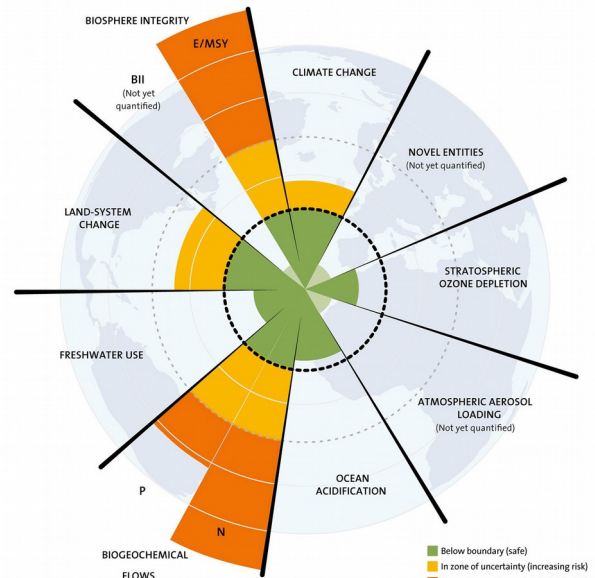 BIOSPHERE INTEGRITY
E/MSY
CLIMATE CHANGE
BII
(Not yet
quantified)
NOVEL ENTITIES
(Not yet quantified)
LAND-SYSTEM
CHANGE
STRATOSPHERIC
OZONE DEPLETION
FRESHWATER USE
ATMOSPHERIC AEROSOL
LOADING
(Not yet quantified)
OCEAN
ACIDIFICATION
P
N
BIOGEOCHEMICAL
FLOWS
Below boundary (safe)
In zone of uncertainty (increasing risk)